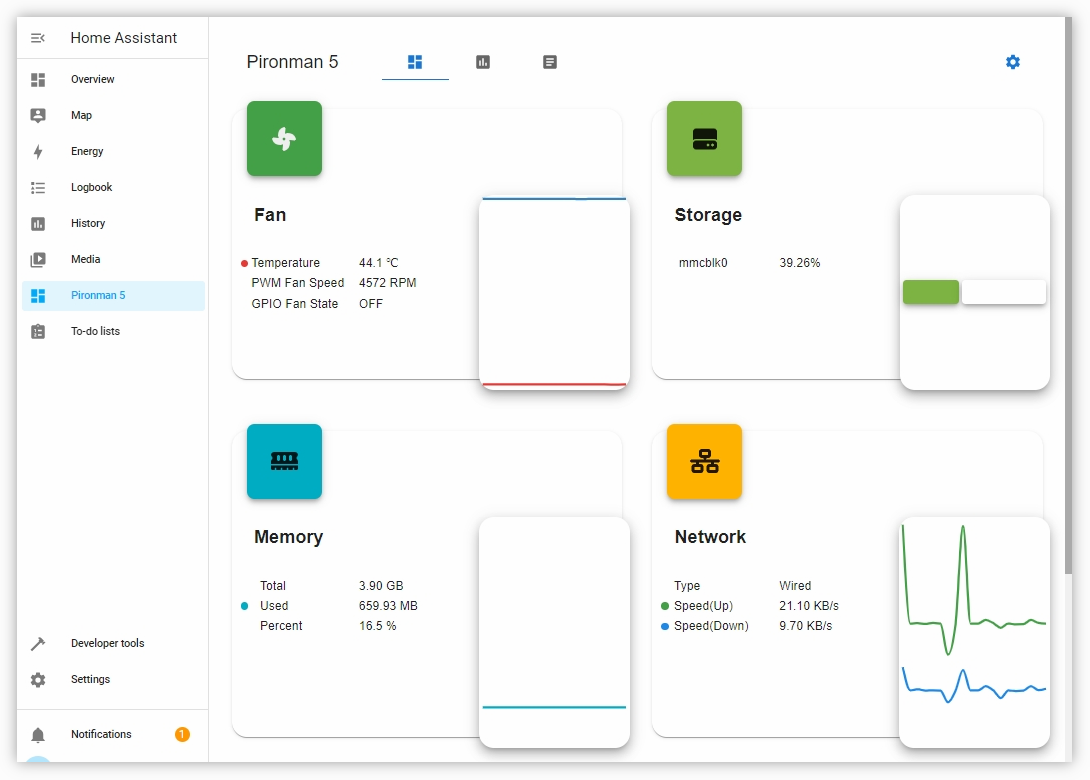 Home Assistant
Overview
Map
Energy
Logbook
History
Media
Pironman 5
To-do lists
Developer tools
Settings
Notifications 1
Pironman 5
Fan
Temperature 44.1 ℃
PWM Fan Speed 4572 RPM
GPIO Fan State OFF
Storage
mmcblk0 39.26%
Memory
Total 3.90 GB
Used 659.93 MB
Percent 16.5 %
Network
Type Wired
Speed(Up) 21.10 KB/s
Speed(Down) 9.70 KB/s